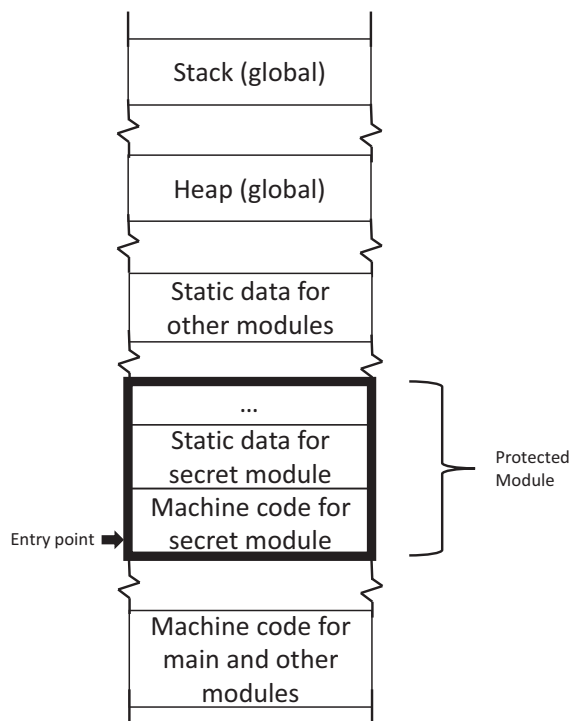 Stack (global)
Heap (global)
Static data for
other modules
...
Static data for
secret module
Machine code for
secret module
Entry point
Protected
Module
Machine code for
main and other
modules